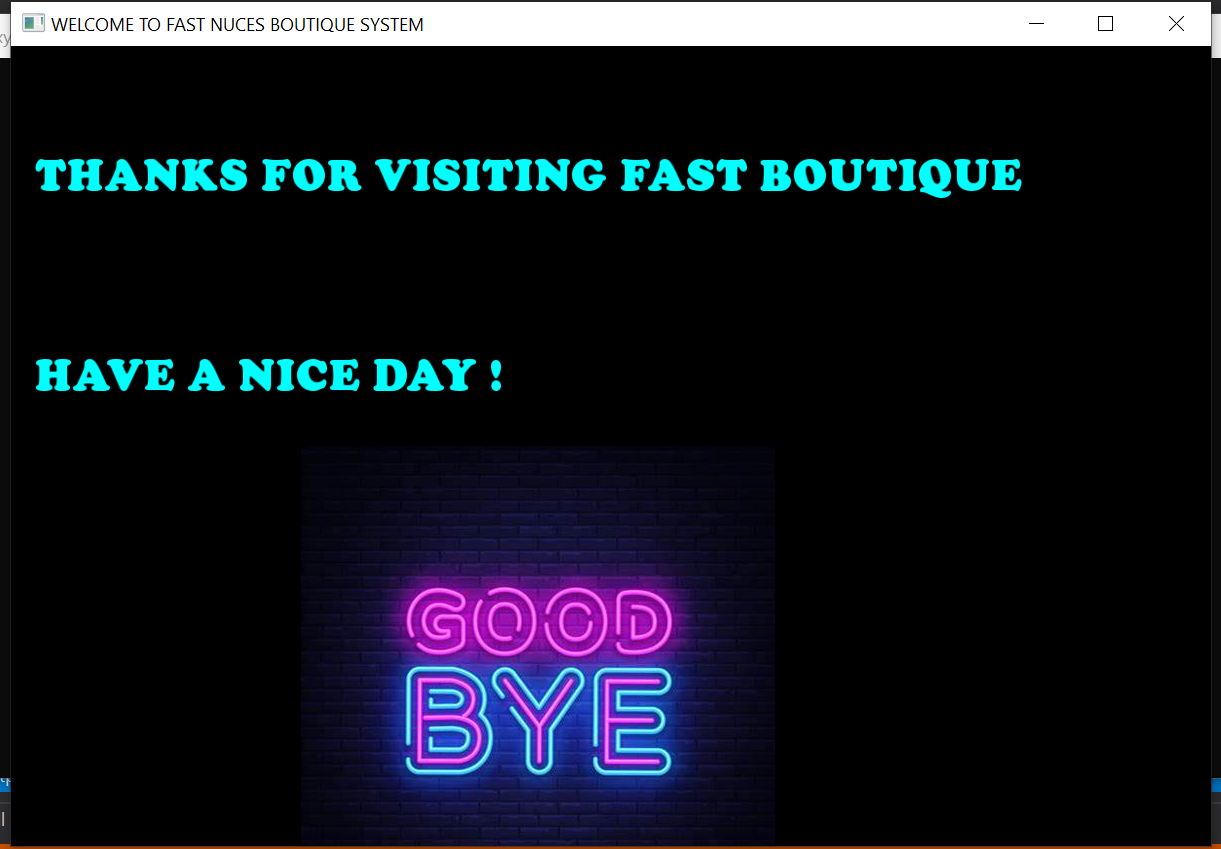 WELCOME TO FAST NUCES BOUTIQUE SYSTEM
THANKS FOR VISITING FAST BOUTIQUE
HAVE A NICE DAY !
GOOD
BYE